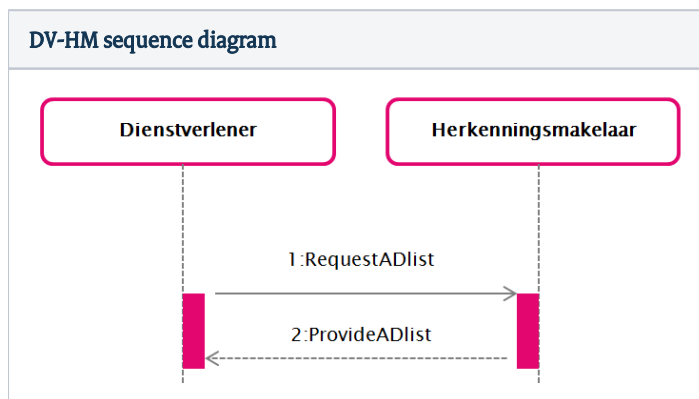 DV-HM sequence diagram
Dienstverlener
Herkenningsmakelaar
1:RequestADlist
2:ProvideADlist